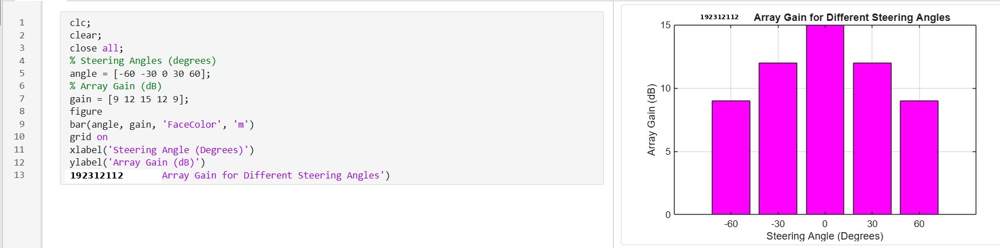 1 clc;
2 clear;
3 close all;
4 % Steering Angles (degrees)
5 angle = [-60 -30 0 30 60];
6 % Array Gain (dB)
7 gain = [9 12 15 12 9];
8 figure
9 bar(angle, gain, 'FaceColor', 'm')
10 grid on
11 xlabel('Steering Angle (Degrees)')
12 ylabel('Array Gain (dB)')
13 192312112 Array Gain for Different Steering Angles')
192312112 Array Gain for Different Steering Angles
15
10
5
0
Array Gain (dB)
-60 -30 0 30 60
Steering Angle (Degrees)